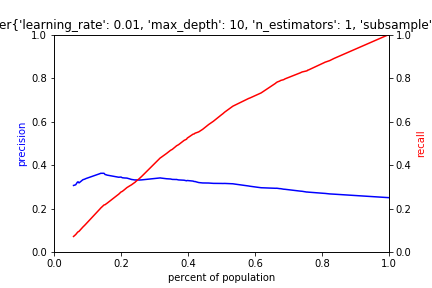 er{'learning_rate': 0.01, 'max_depth': 10, 'n_estimators': 1, 'subsample'
1.0
0.8
0.6
0.4
0.2
0.0
precision
1.0
0.8
0.6
0.4
0.2
0.0
recall
0.0 0.2 0.4 0.6 0.8 1.0
percent of population